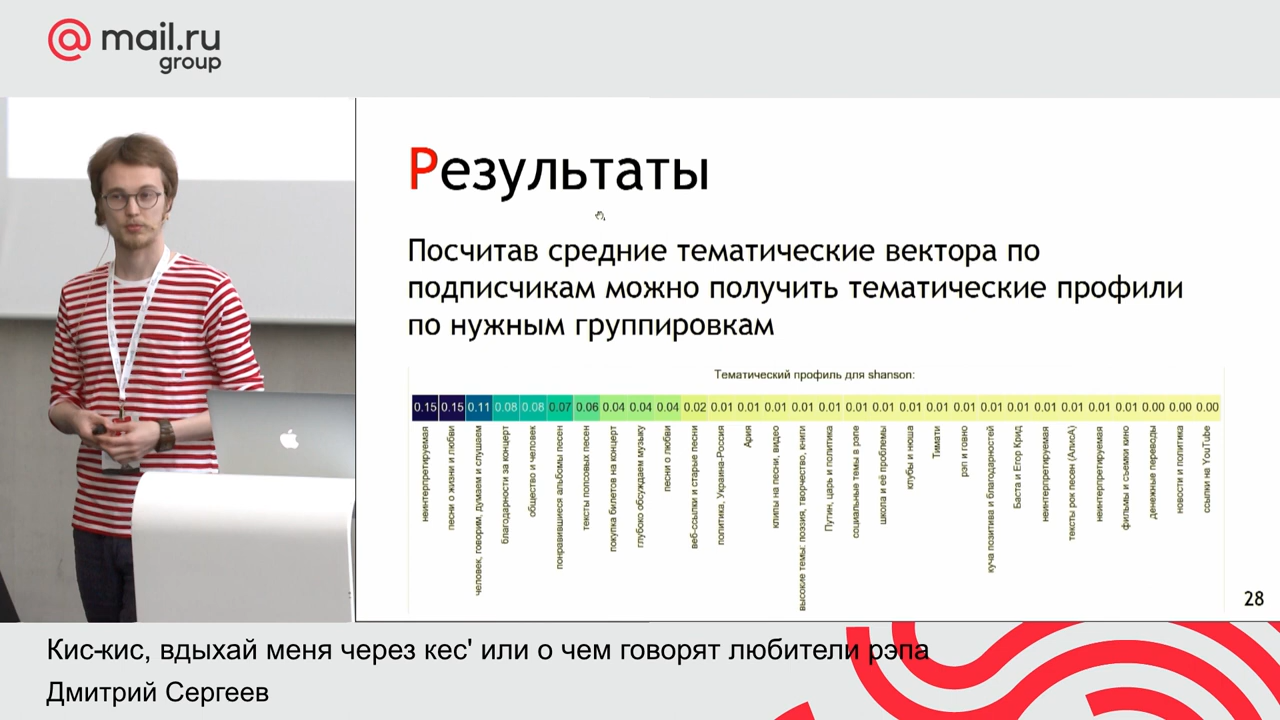 mail.ru
group
Результаты
Посчитав средние тематические вектора по
подписчикам можно получить тематические профили
по нужным группировкам
Тематический профиль для shanson:
0.15 0.15 0.11 0.08 0.08 0.07 0.06 0.04 0.04 0.04 0.02 0.01 0.01 0.01 0.01 0.01 0.01 0.01 0.01 0.01 0.01 0.01 0.01 0.01 0.01 0.01 0.01 0.00 0.00 0.00
неинтерпретируемая
песни о жизни и любви
человек, говорим, думаем и слушаем
благодарности за концерт
общество и человек
понравившиеся альбомы песен
тексты попсовых песен
покупка билетов на концерт
глубоко обсуждаем музыку
песни о любви
веб-ссылки и старые песни
политика, Украина-Россия
Ария
клипы на песни, видео
высокие темы: поэзия, творчество, книги
Путин, царь и политика
социальные темы в рэпе
школа и её проблемы
клубы и нюша
Тимати
рэп и говно
куча позитива и благодарностей
Баста и Егор Крид
неинтерпретируемая
тексты рок песен (АлисА)
неинтерпретируемая
фильмы и съемки кино
денежные переводы
новости и политика
ссылки на YouTube
28
Кис-кис, вдыхай меня через кес' или о чем говорят любители рэпа
Дмитрий Сергеев